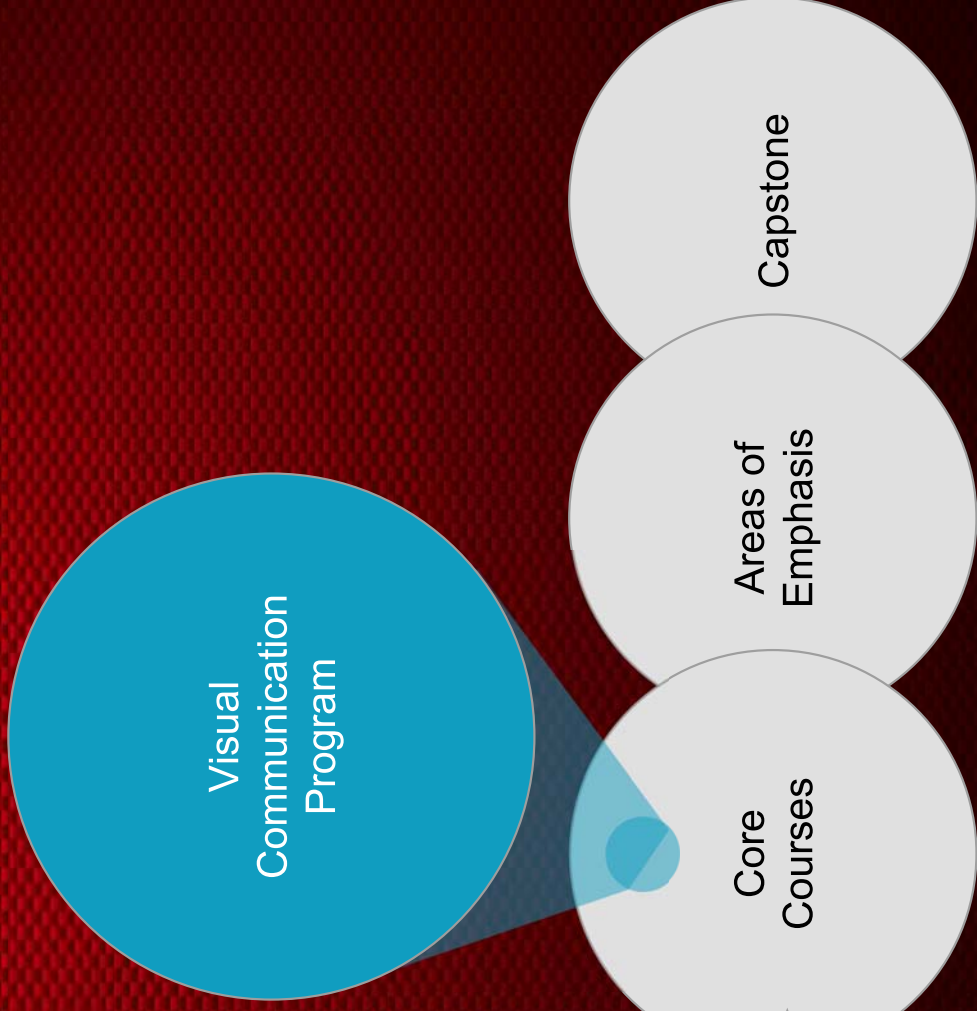 Visual
Communication
Program
Core
Courses
Areas of
Emphasis
Capstone